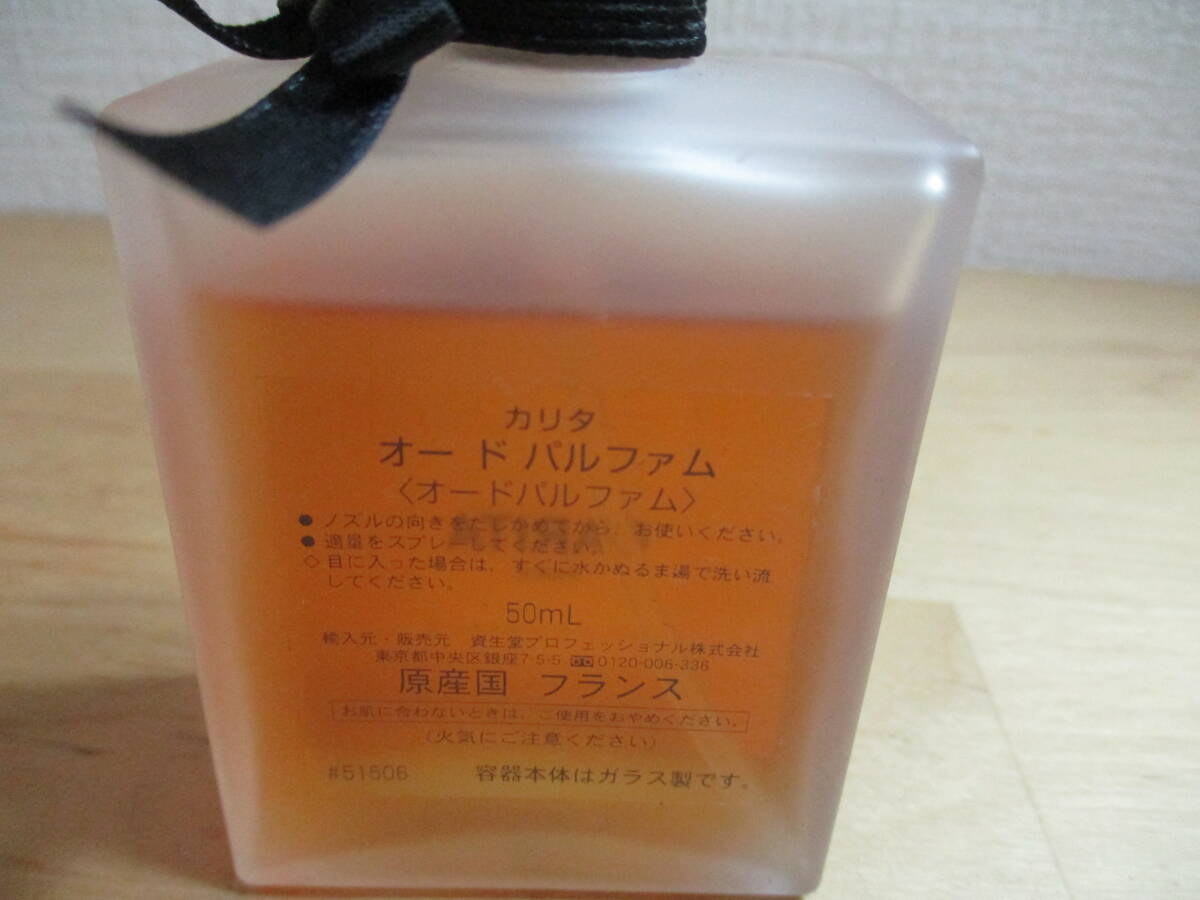 カリタ
オー ド パルファム
〈オードパルファム〉
● ノズルの向きをたしかめてから、お使いください。
● 適量をスプレーしてください。
◇ 目に入った場合は、すぐに水かぬるま湯で洗い流
してください。
50mL
輸入元・販売元 資生堂プロフェッショナル株式会社
東京都中央区銀座7-5-5 0120-006-336
原産国 フランス
お肌に合わないときは、ご使用をおやめください。
（火気にご注意ください）
#51506 容器本体はガラス製です。